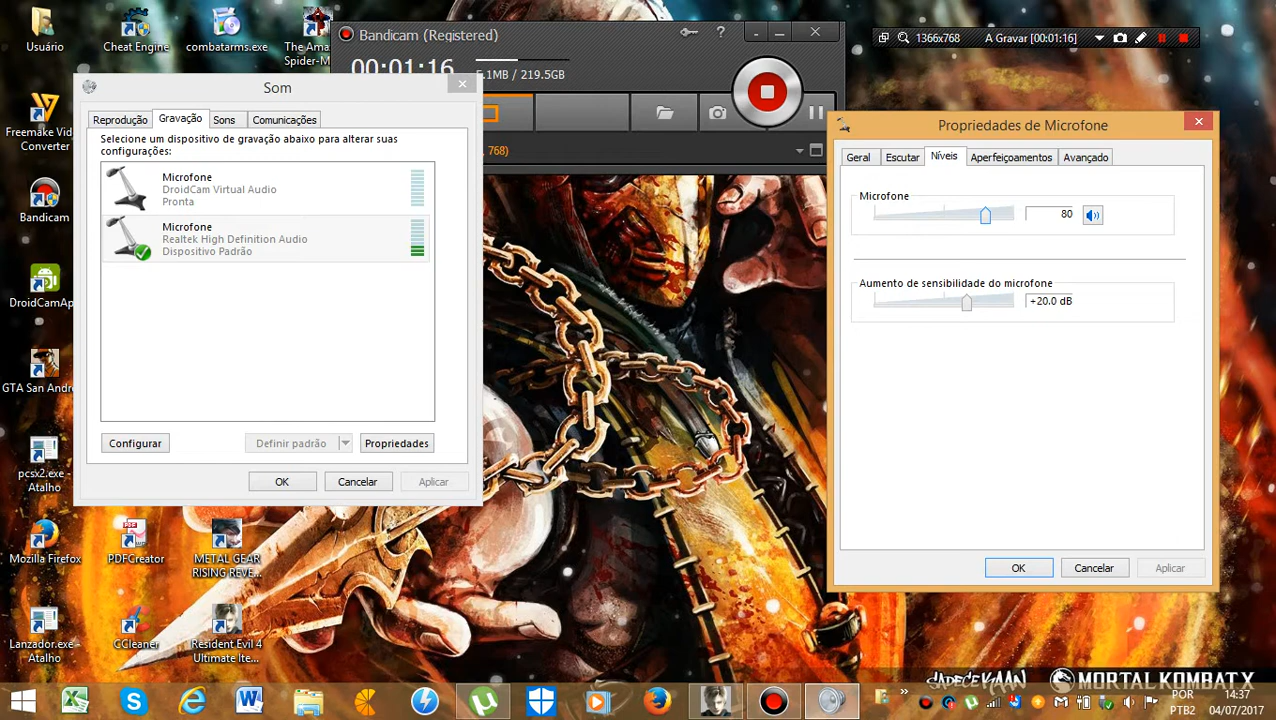 Usuário
Cheat Engine
combatarms.exe
The Ama
Spider-M
Freemake Vid
Converter
Bandicam
DroidCamAp
GTA San Andr
pcsx2.exe -
Atalho
Mozilla Firefox
PDFCreator
METAL GEAR
RISING REVE...
Lanzador.exe -
Atalho
CCleaner
Resident Evil 4
Ultimate Ite...
Bandicam (Registered)
?
00:01:16
5.1MB / 219.5GB
, 768)
1366x768
A Gravar [00:01:16]
Som
Reprodução
Gravação
Sons
Comunicações
Selecione um dispositivo de gravação abaixo para alterar suas
configurações:
Microfone
DroidCam Virtual Audio
Pronta
Microfone
Realtek High Definition Audio
Dispositivo Padrão
Configurar
Definir padrão
Propriedades
OK
Cancelar
Aplicar
Propriedades de Microfone
Geral
Escutar
Níveis
Aperfeiçoamentos
Avançado
Microfone
80
Aumento de sensibilidade do microfone
+20.0 dB
OK
Cancelar
Aplicar
MORTAL KOMBAT X
POR
PTB2
14:37
04/07/2017